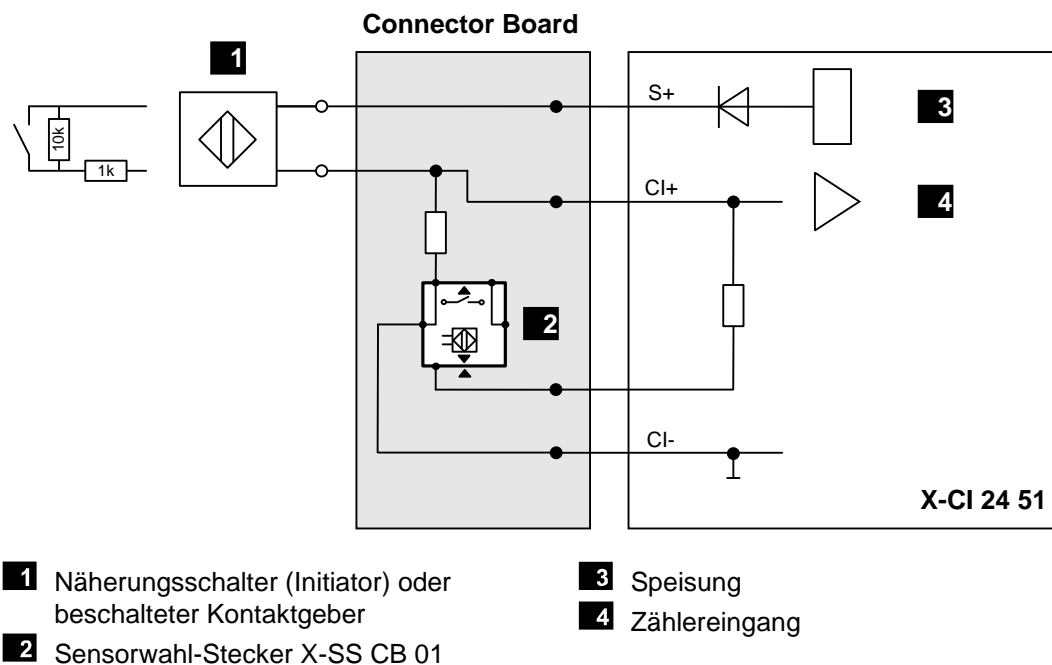 Connector Board
1
S+
3
10k
1k
CI+
4
2
CI-
X-CI 24 51
1 Näherungsschalter (Initiator) oder
beschalteter Kontaktgeber
2 Sensorwahl-Stecker X-SS CB 01
3 Speisung
4 Zählereingang